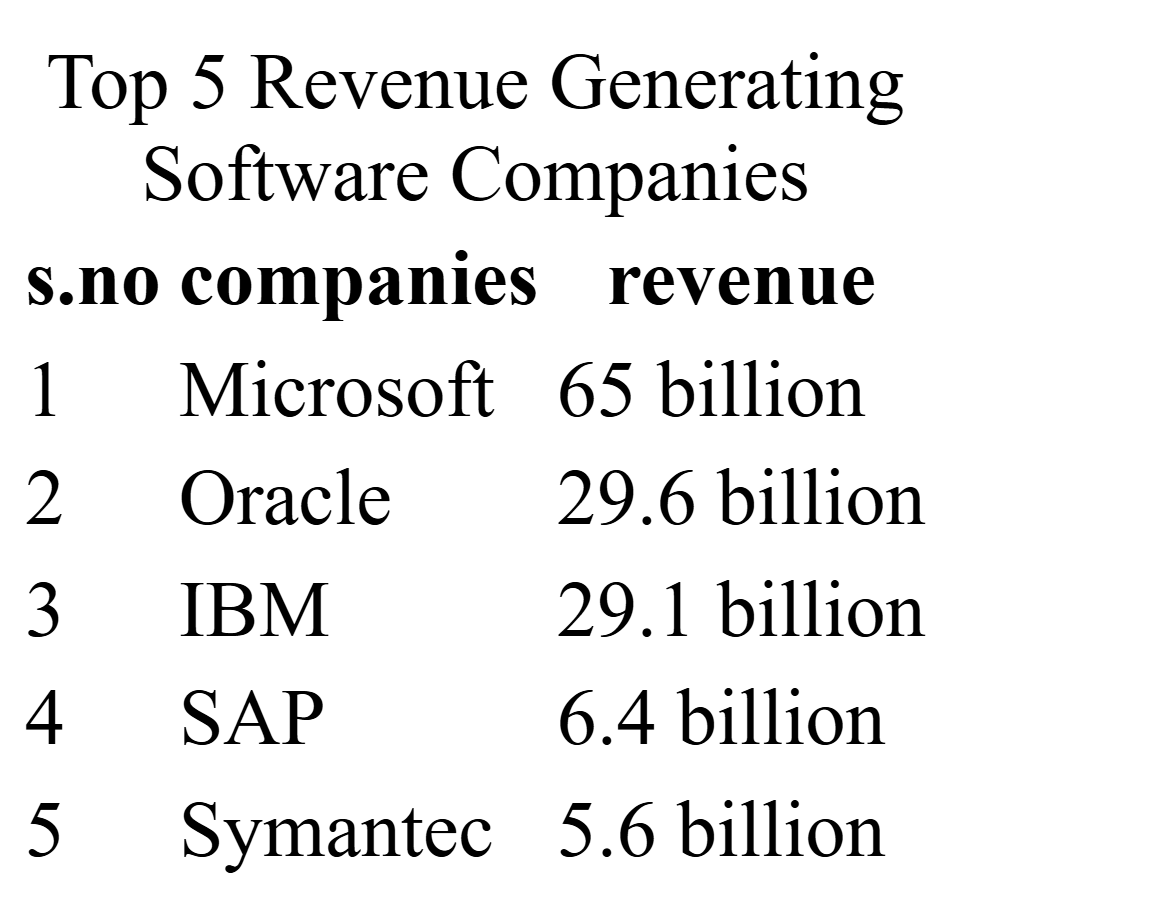 Top 5 Revenue Generating
Software Companies
s.no companies revenue
1 Microsoft 65 billion
2 Oracle 29.6 billion
3 IBM 29.1 billion
4 SAP 6.4 billion
5 Symantec 5.6 billion